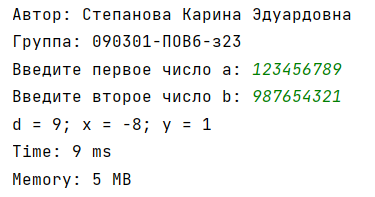 Автор: Степанова Карина Эдуардовна
Группа: 090301-ПОВб-з23
Введите первое число a: 123456789
Введите второе число b: 987654321
d = 9; x = -8; y = 1
Time: 9 ms
Memory: 5 MB